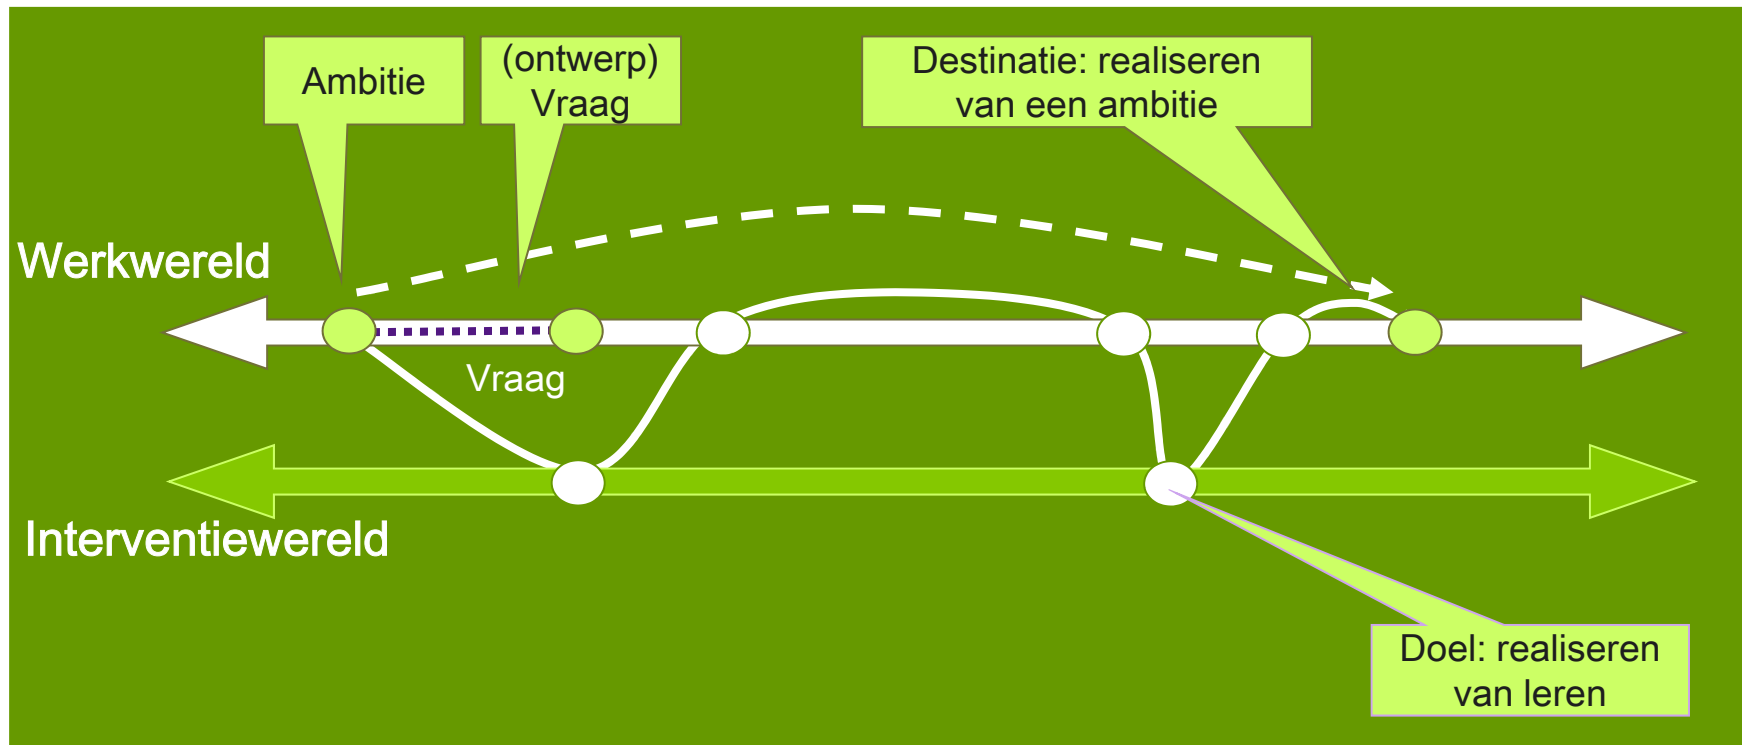 Ambitie
(ontwerp)
Vraag
Destinatie: realiseren
van een ambitie
Werkwereld
Vraag
Interventiewereld
Doel: realiseren
van leren